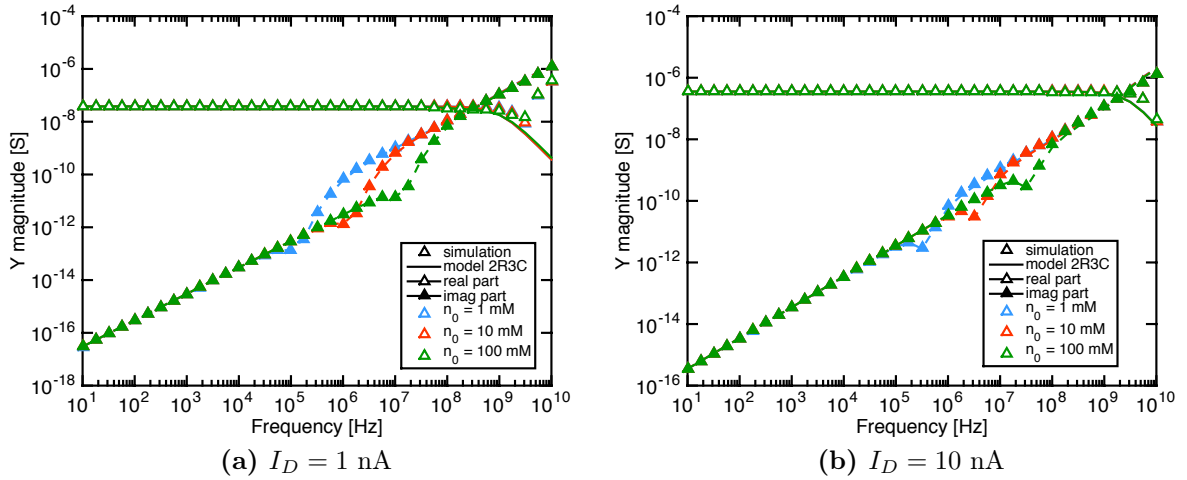 10^-4
10^-6
10^-8
10^-10
10^-12
10^-14
10^-16
10^-18
Y magnitude [S]
10^1 10^2 10^3 10^4 10^5 10^6 10^7 10^8 10^9 10^10
Frequency [Hz]
simulation
model 2R3C
real part
imag part
n_0 = 1 mM
n_0 = 10 mM
n_0 = 100 mM
(a) I_D = 1 nA
10^-4
10^-6
10^-8
10^-10
10^-12
10^-14
10^-16
Y magnitude [S]
10^1 10^2 10^3 10^4 10^5 10^6 10^7 10^8 10^9 10^10
Frequency [Hz]
simulation
model 2R3C
real part
imag part
n_0 = 1 mM
n_0 = 10 mM
n_0 = 100 mM
(b) I_D = 10 nA